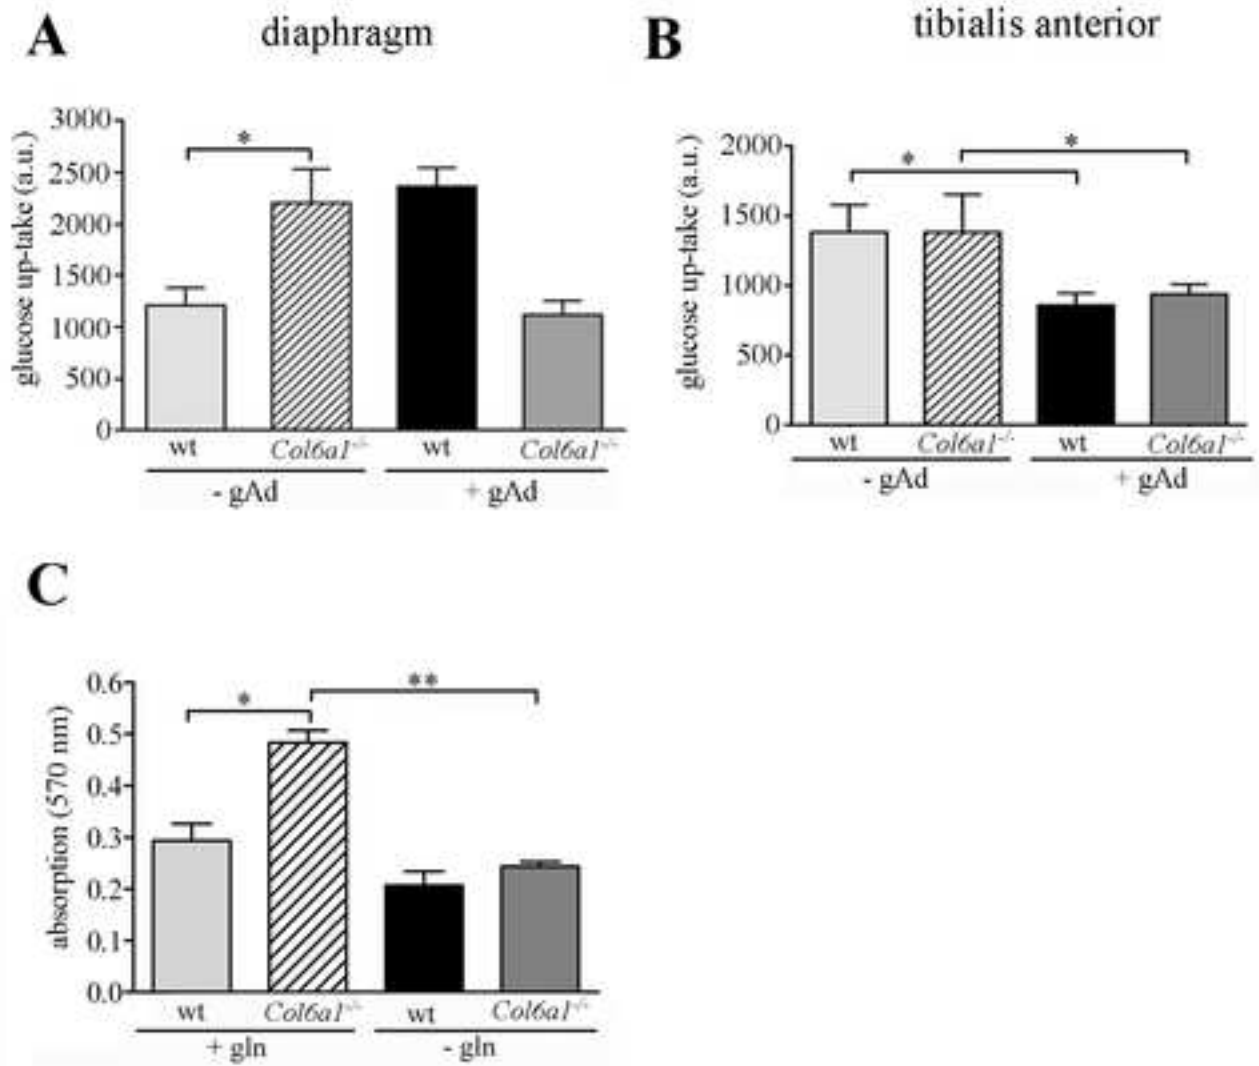 A
diaphragm
glucose up-take (a.u.)
3000
2500
2000
1500
1000
500
0
*
wt
Col6a1-/-
wt
Col6a1-/-
- gAd
+ gAd
B
tibialis anterior
glucose up-take (a.u.)
2000
1500
1000
500
0
*
*
wt
Col6a1-/-
wt
Col6a1-/-
- gAd
+ gAd
C
absorption (570 nm)
0.6
0.5
0.4
0.3
0.2
0.1
0.0
*
**
wt
Col6a1-/-
wt
Col6a1-/-
+ gln
- gln